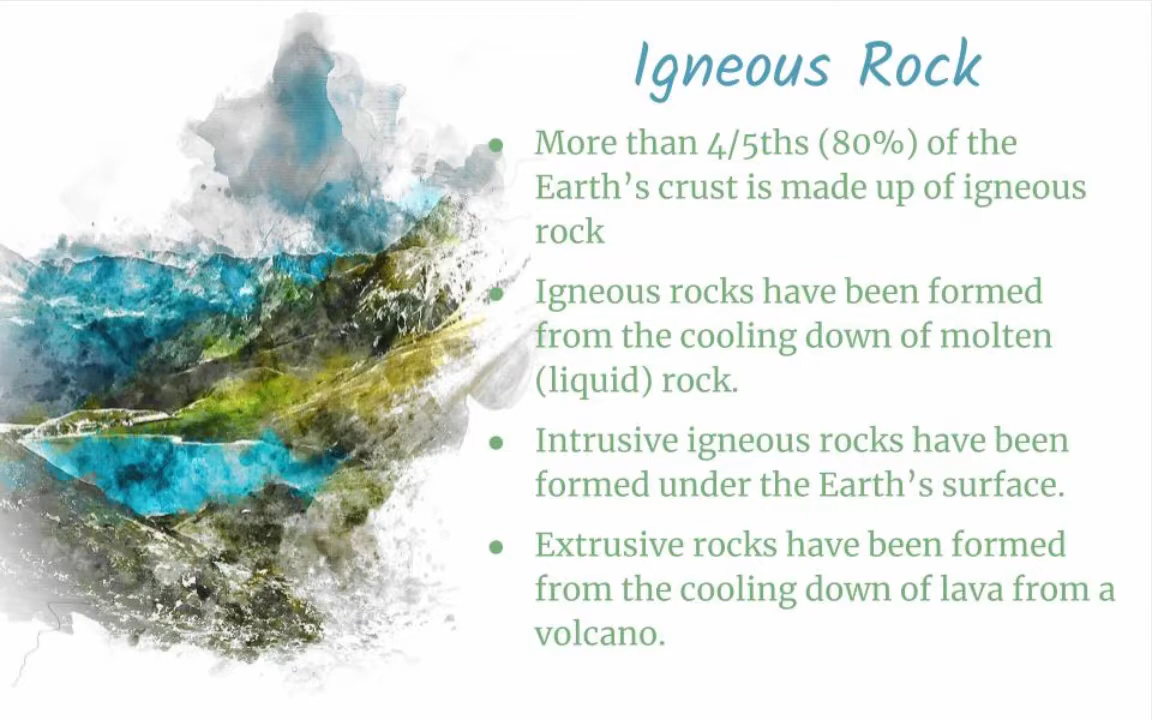 Igneous Rock
● More than 4/5ths (80%) of the
Earth’s crust is made up of igneous
rock
● Igneous rocks have been formed
from the cooling down of molten
(liquid) rock.
● Intrusive igneous rocks have been
formed under the Earth’s surface.
● Extrusive rocks have been formed
from the cooling down of lava from a
volcano.